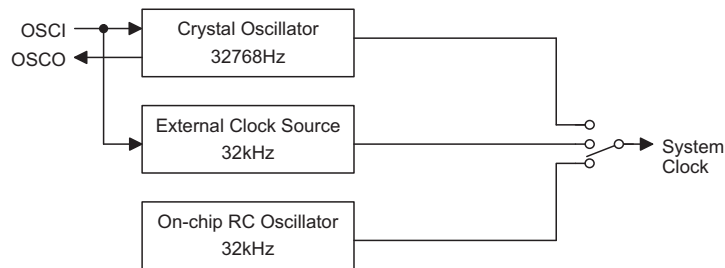 OSCI
OSCO
Crystal Oscillator
32768Hz
External Clock Source
32kHz
On-chip RC Oscillator
32kHz
System
Clock